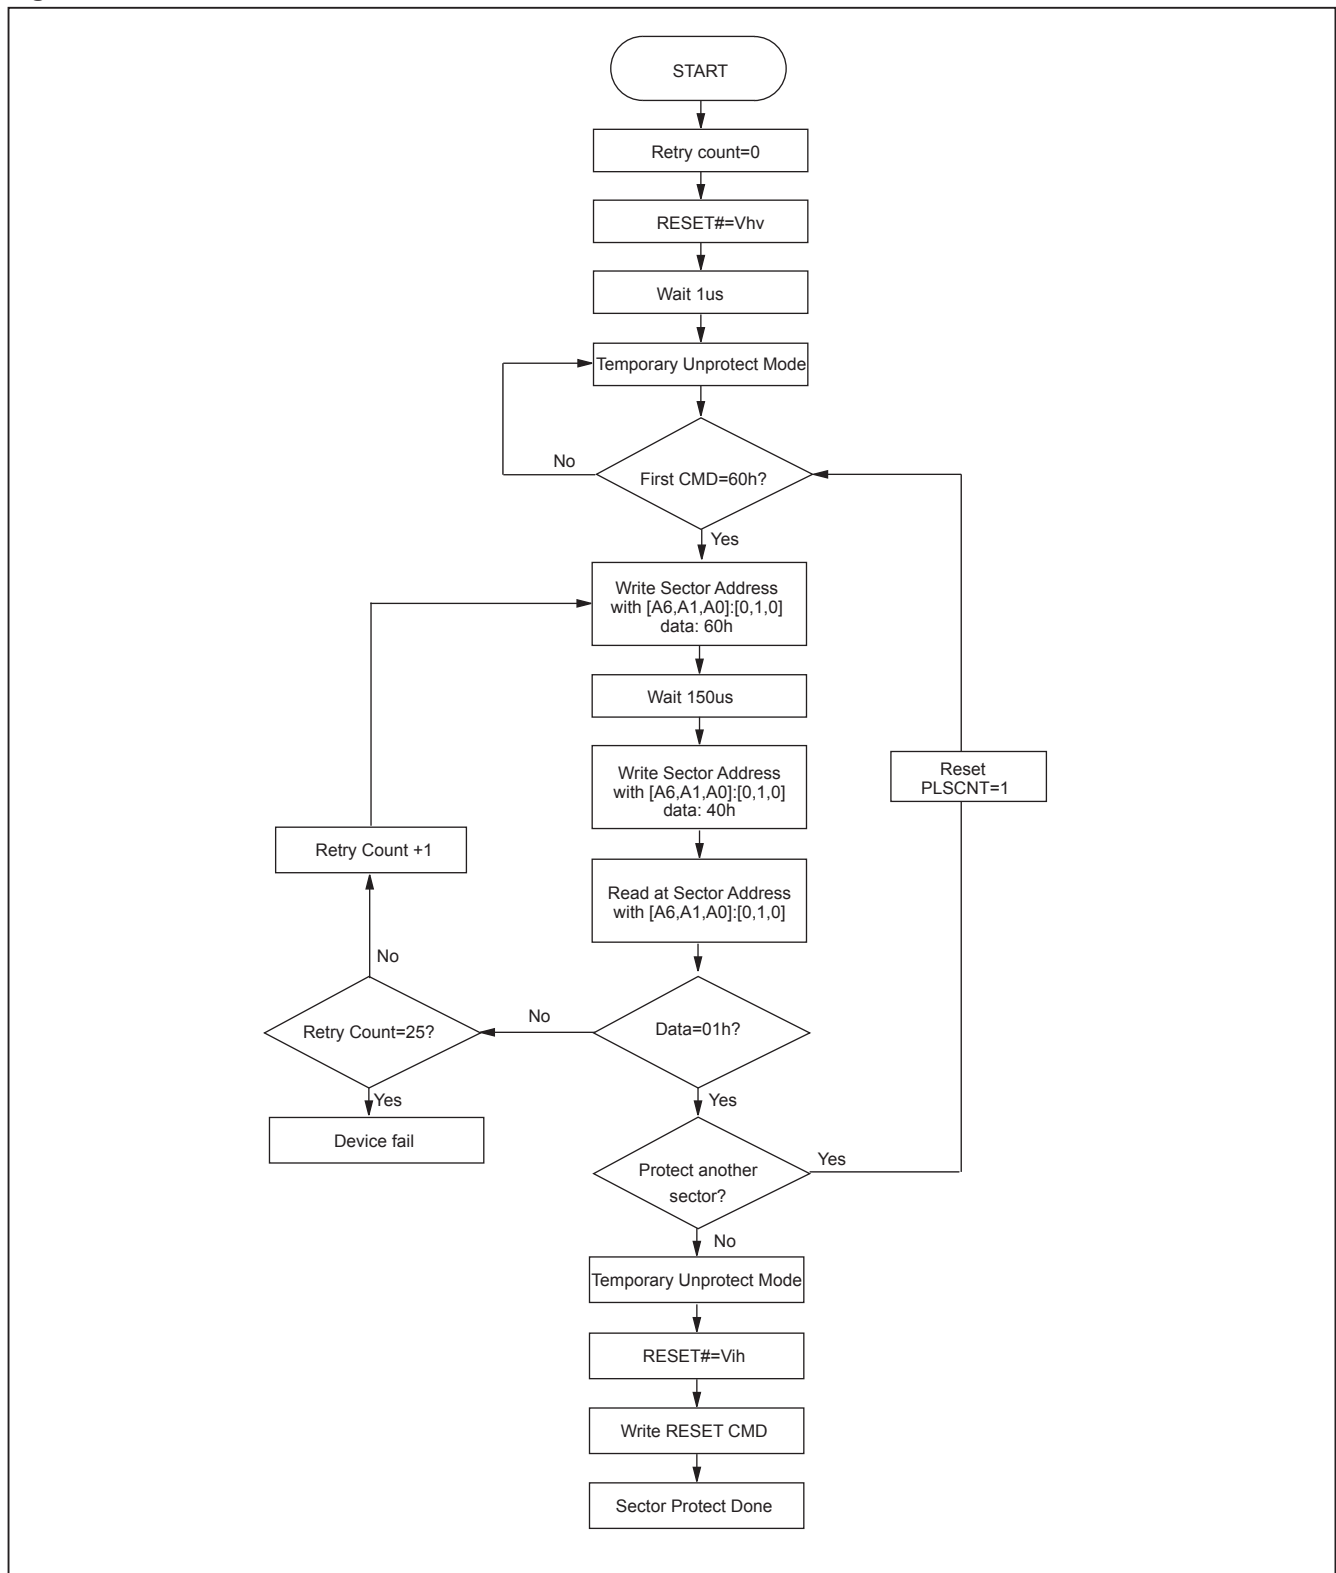 START
Retry count=0
RESET#=Vhv
Wait 1us
Temporary Unprotect Mode
No
First CMD=60h?
Yes
Write Sector Address
with [A6,A1,A0]:[0,1,0]
data: 60h
Wait 150us
Write Sector Address
with [A6,A1,A0]:[0,1,0]
data: 40h
Reset
PLSCNT=1
Retry Count +1
Read at Sector Address
with [A6,A1,A0]:[0,1,0]
No
Retry Count=25?
No
Data=01h?
Yes
Yes
Device fail
Protect another
sector?
Yes
No
Temporary Unprotect Mode
RESET#=Vih
Write RESET CMD
Sector Protect Done